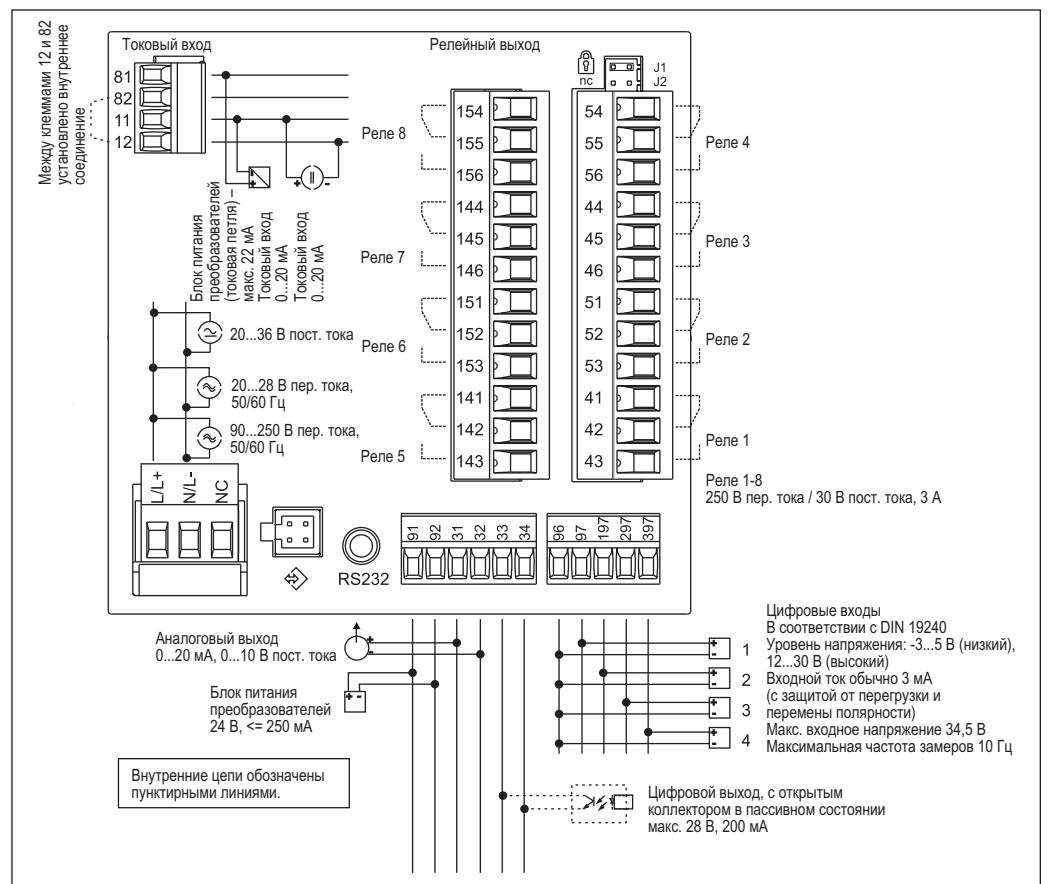 Между клеммами 12 и 82
установлено внутреннее
соединение
Токовый вход
81
82
11
12
Блок питания
преобразователей
(токовая петля) –
макс. 22 мА
Токовый вход
0...20 мА
Токовый вход
0...20 мА
+
-
+
-
20...36 В пост. тока
20...28 В пер. тока,
50/60 Гц
90...250 В пер. тока,
50/60 Гц
L/L+
N/L-
NC
RS232
Релейный выход
Реле 8
154
155
156
Реле 7
144
145
146
Реле 6
151
152
153
Реле 5
141
142
143
nc
J1
J2
54
55
56
Реле 4
44
45
46
Реле 3
51
52
53
Реле 2
41
42
43
Реле 1
Реле 1-8
250 В пер. тока / 30 В пост. тока, 3 А
91
92
31
32
33
34
96
97
197
297
397
Аналоговый выход
0...20 мА, 0...10 В пост. тока
+
-
Блок питания
преобразователей
24 В, <= 250 мА
+ -
Внутренние цепи обозначены
пунктирными линиями.
+
-
1
+
-
2
+
-
3
+
-
4
Цифровые входы
В соответствии с DIN 19240
Уровень напряжения: -3...5 В (низкий),
12...30 В (высокий)
Входной ток обычно 3 мА
(с защитой от перегрузки и
перемены полярности)
Макс. входное напряжение 34,5 В
Максимальная частота замеров 10 Гц
Цифровой выход, с открытым
коллектором в пассивном состоянии
макс. 28 В, 200 мА